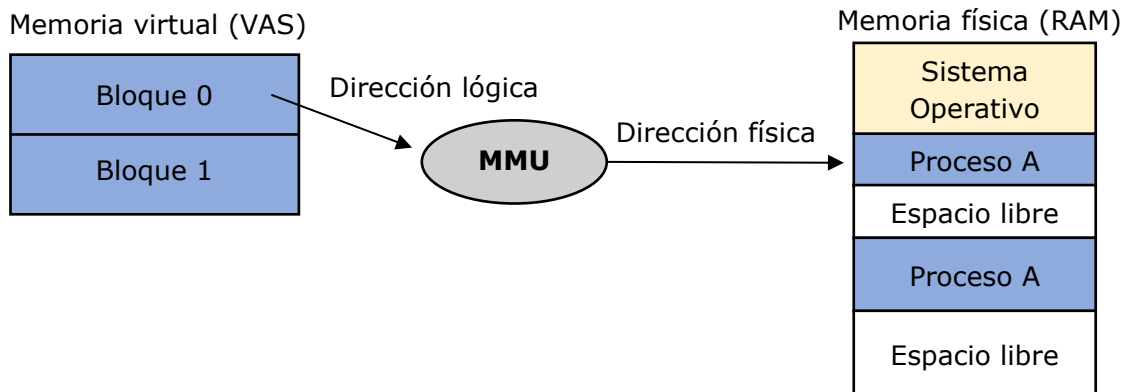 Memoria virtual (VAS)
Bloque 0
Bloque 1
Dirección lógica
MMU
Dirección física
Memoria física (RAM)
Sistema
Operativo
Proceso A
Espacio libre
Proceso A
Espacio libre